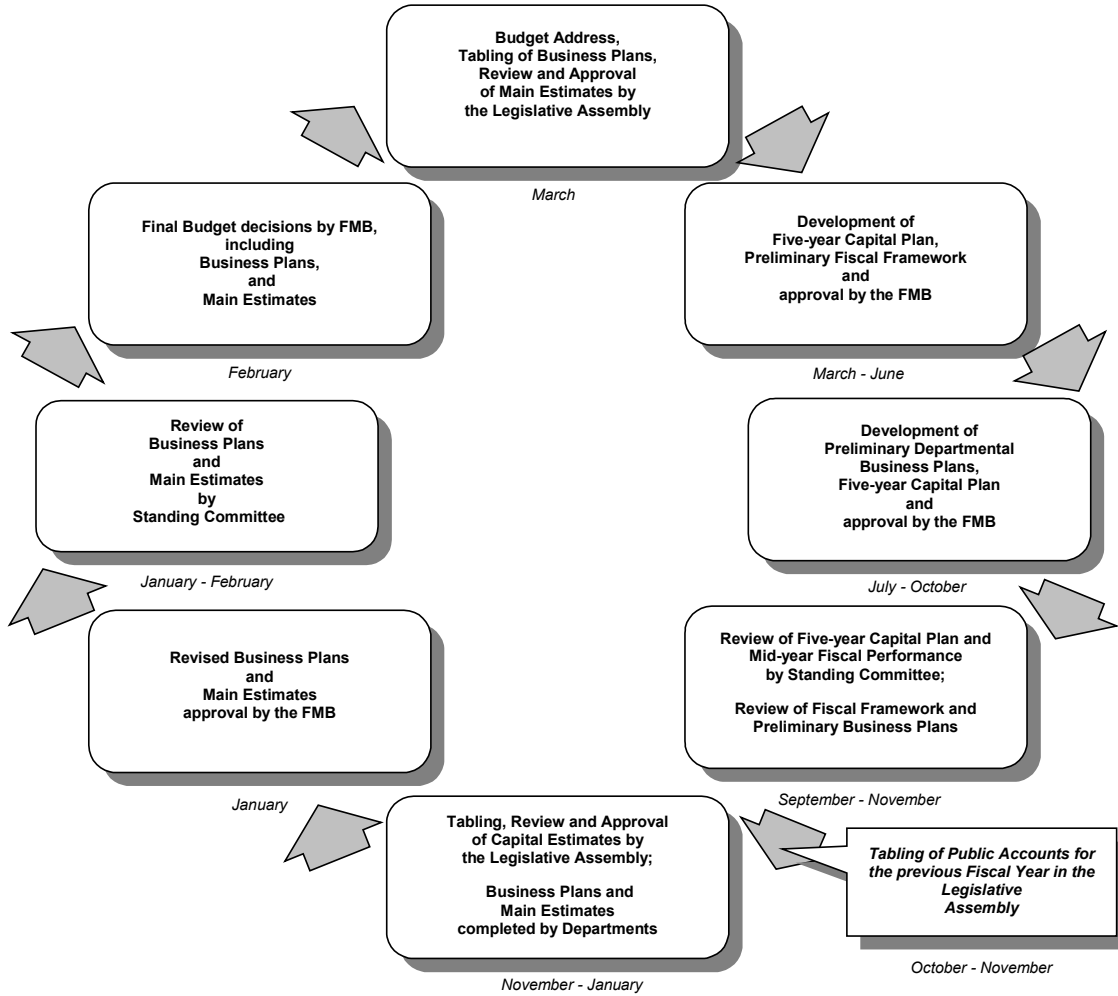 Budget Address,
Tabling of Business Plans,
Review and Approval
of Main Estimates by
the Legislative Assembly
March
Development of
Five-year Capital Plan,
Preliminary Fiscal Framework
and
approval by the FMB
March - June
Development of
Preliminary Departmental
Business Plans,
Five-year Capital Plan
and
approval by the FMB
July - October
Review of Five-year Capital Plan and
Mid-year Fiscal Performance
by Standing Committee;
Review of Fiscal Framework and
Preliminary Business Plans
September - November
Tabling of Public Accounts for
the previous Fiscal Year in the
Legislative
Assembly
October - November
Tabling, Review and Approval
of Capital Estimates by
the Legislative Assembly;
Business Plans and
Main Estimates
completed by Departments
November - January
Revised Business Plans
and
Main Estimates
approval by the FMB
January
Review of
Business Plans
and
Main Estimates
by
Standing Committee
January - February
Final Budget decisions by FMB,
including
Business Plans,
and
Main Estimates
February